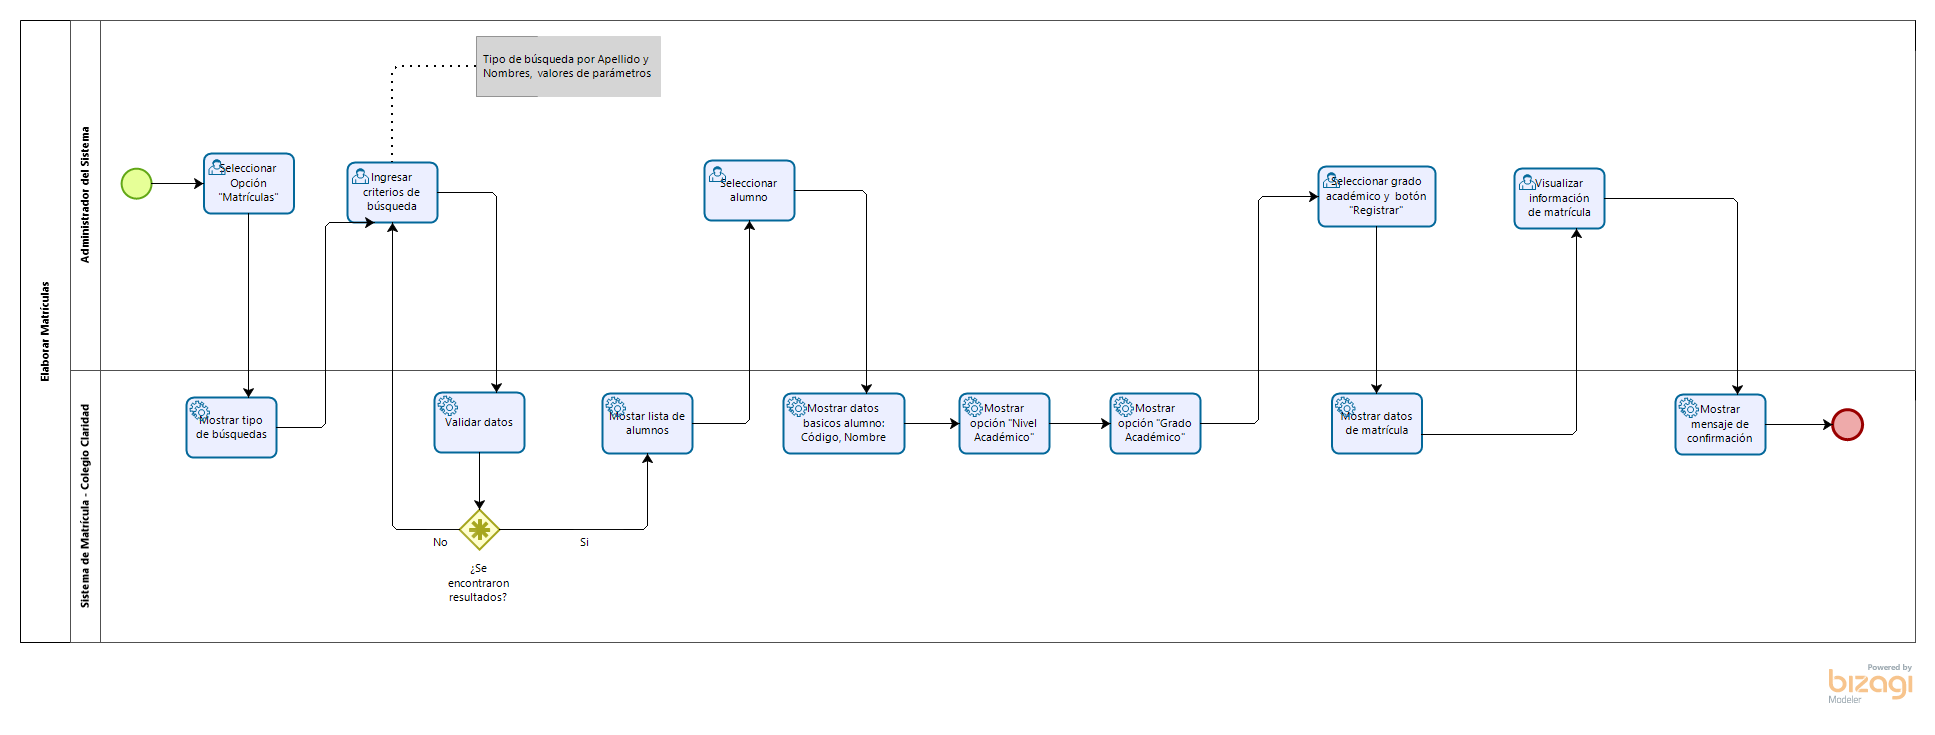 Elaborar Matrículas
Administrador del Sistema
Tipo de búsqueda por Apellido y
Nombres, valores de parámetros
Seleccionar
Opción
"Matrículas"
Ingresar
criterios de
búsqueda
Seleccionar
alumno
Seleccionar grado
académico y botón
"Registrar"
Visualizar
información
de matrícula
Sistema de Matrícula - Colegio Claridad
Mostrar tipo
de búsquedas
Validar datos
Mostar lista de
alumnos
Mostrar datos
basicos alumno:
Código, Nombre
Mostrar
opción "Nivel
Académico"
Mostrar
opción "Grado
Académico"
Mostrar datos
de matrícula
Mostrar
mensaje de
confirmación
No
Si
¿Se
encontraron
resultados?
Powered by
bizagi
Modeler